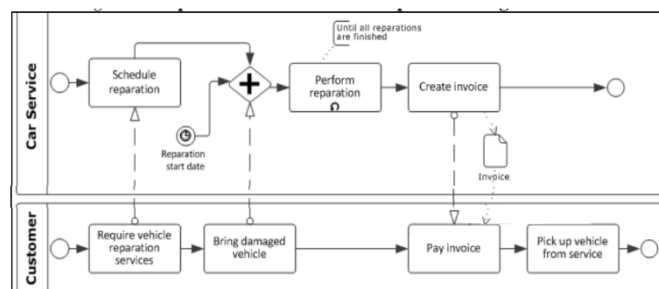 Car Service
Until all reparations
are finished
Schedule
reparation
Perform
reparation
Create invoice
Reparation
start date
Invoice
Customer
Require vehicle
reparation
services
Bring damaged
vehicle
Pay invoice
Pick up vehicle
from service